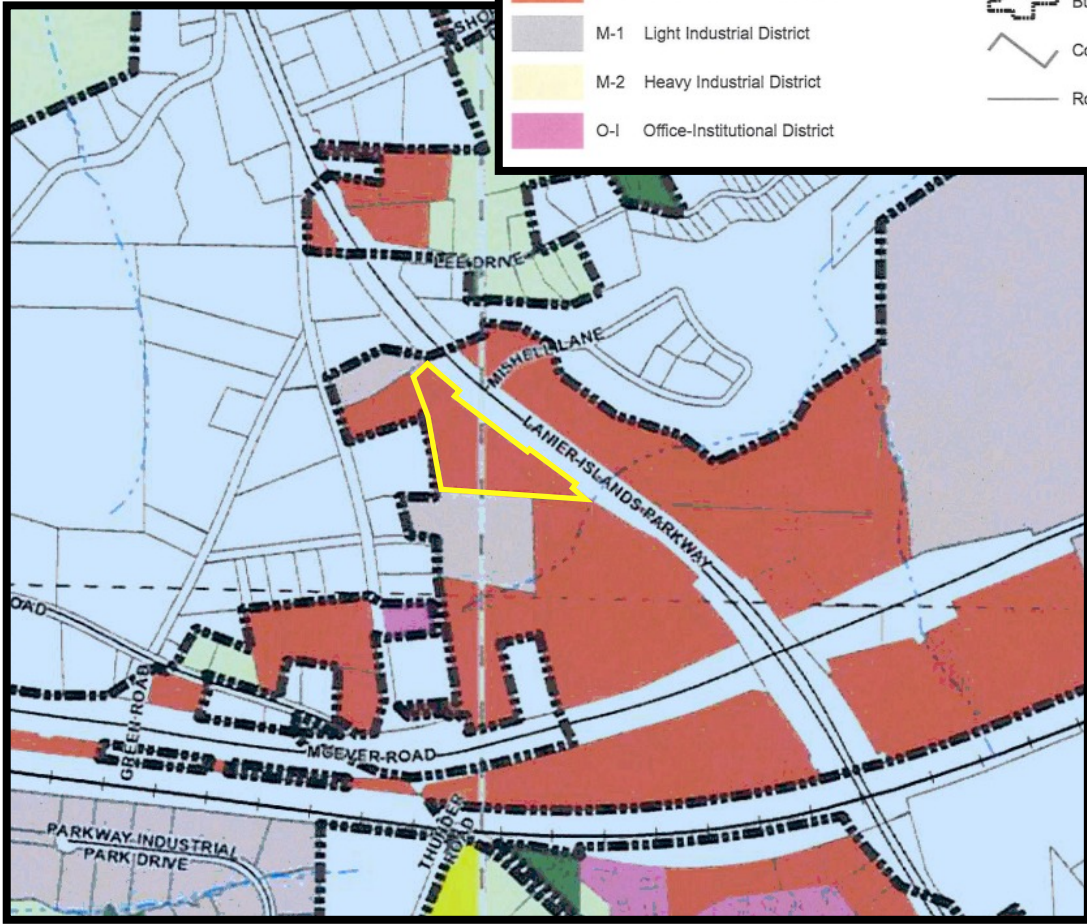 M-1 Light Industrial District
M-2 Heavy Industrial District
O-I Office-Institutional District
LEE DRIVE
MISHELL LANE
LANIER-ISLANDS-PARKWAY
GREEN ROAD
MCEVER-ROAD
THUNDER
ROAD
PARKWAY INDUSTRIAL
PARK DRIVE